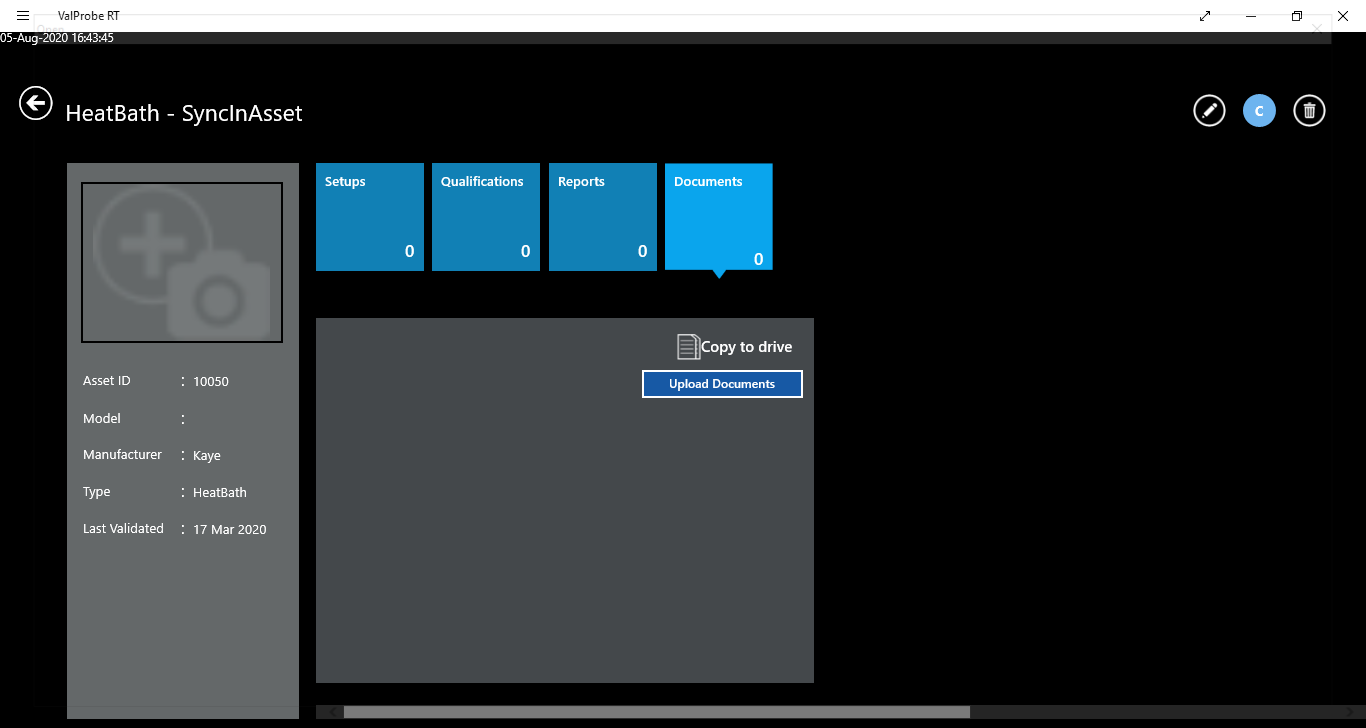 ValProbe RT
05-Aug-2020 16:43:45
HeatBath - SyncInAsset
C
Setups
0
Qualifications
0
Reports
0
Documents
0
Copy to drive
Upload Documents
Asset ID : 10050
Model :
Manufacturer : Kaye
Type : HeatBath
Last Validated : 17 Mar 2020